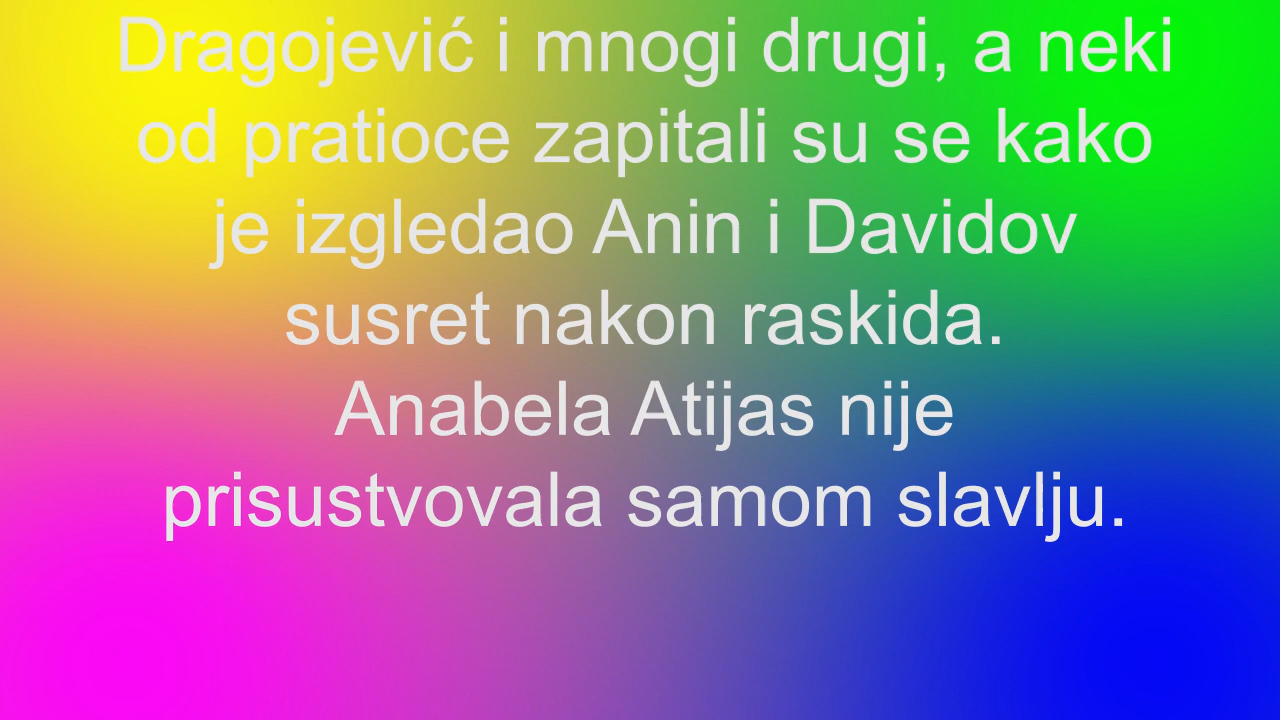 Dragojević i mnogi drugi, a neki
od pratioce zapitali su se kako
je izgledao Anin i Davidov
susret nakon raskida.
Anabela Atijas nije
prisustvovala samom slavlju.